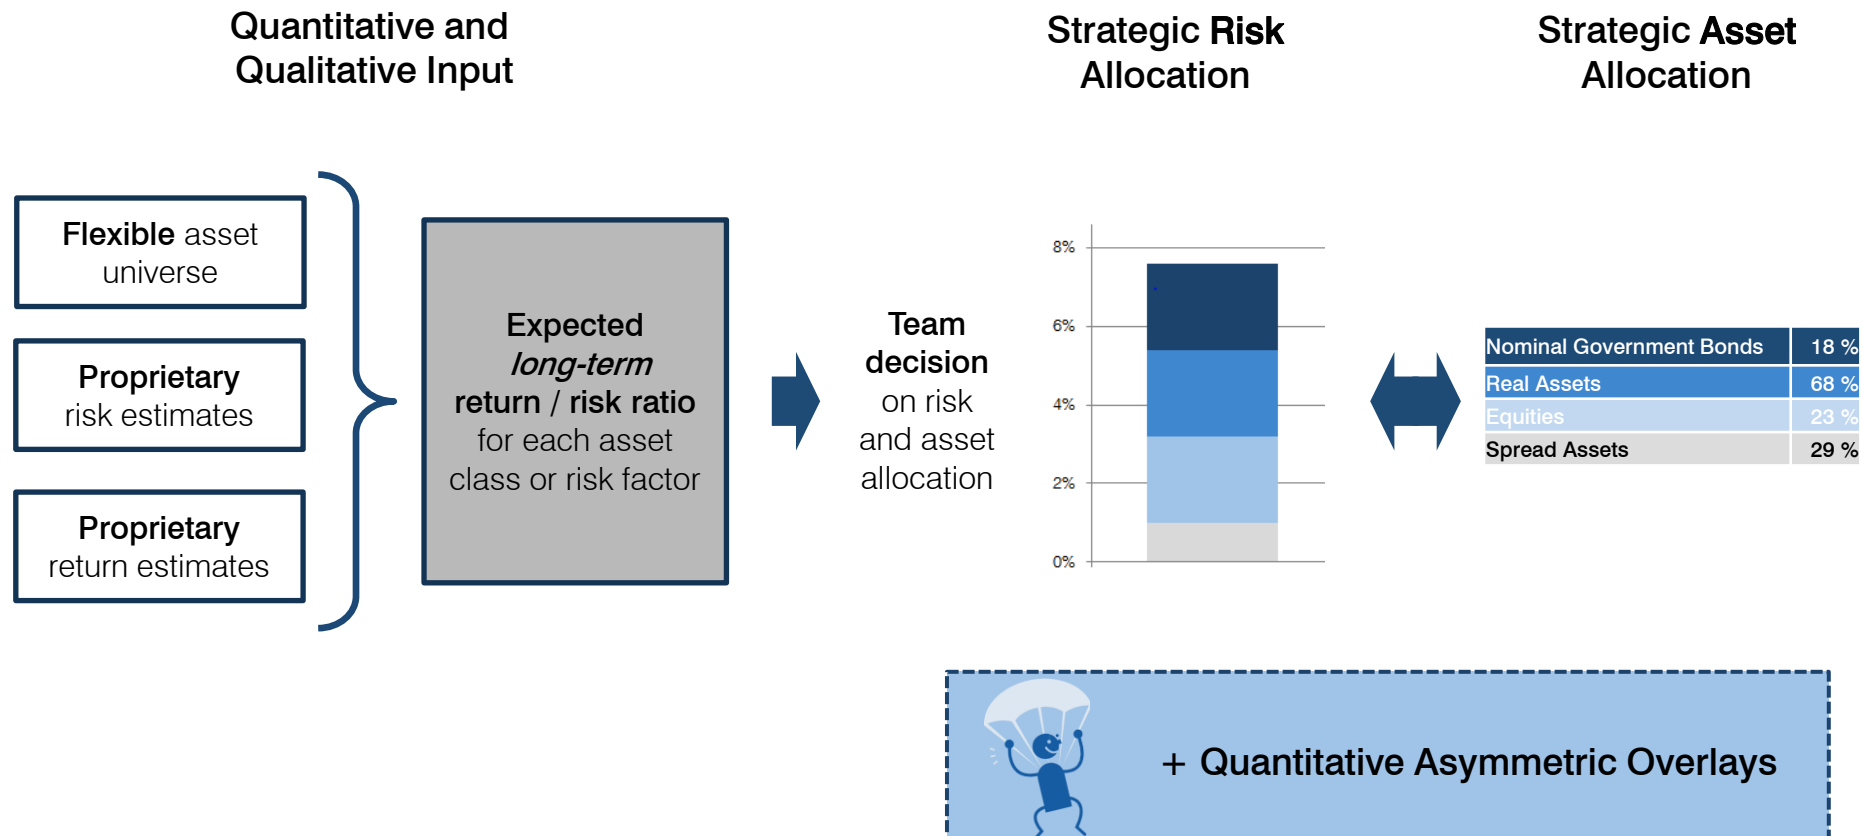 Quantitative and
Qualitative Input
Strategic Risk
Allocation
Strategic Asset
Allocation
Flexible asset
universe
Proprietary
risk estimates
Proprietary
return estimates
Expected
long-term
return / risk ratio
for each asset
class or risk factor
Team
decision
on risk
and asset
allocation
8%
6%
4%
2%
0%
Nominal Government Bonds 18 %
Real Assets 68 %
Equities 23 %
Spread Assets 29 %
+ Quantitative Asymmetric Overlays